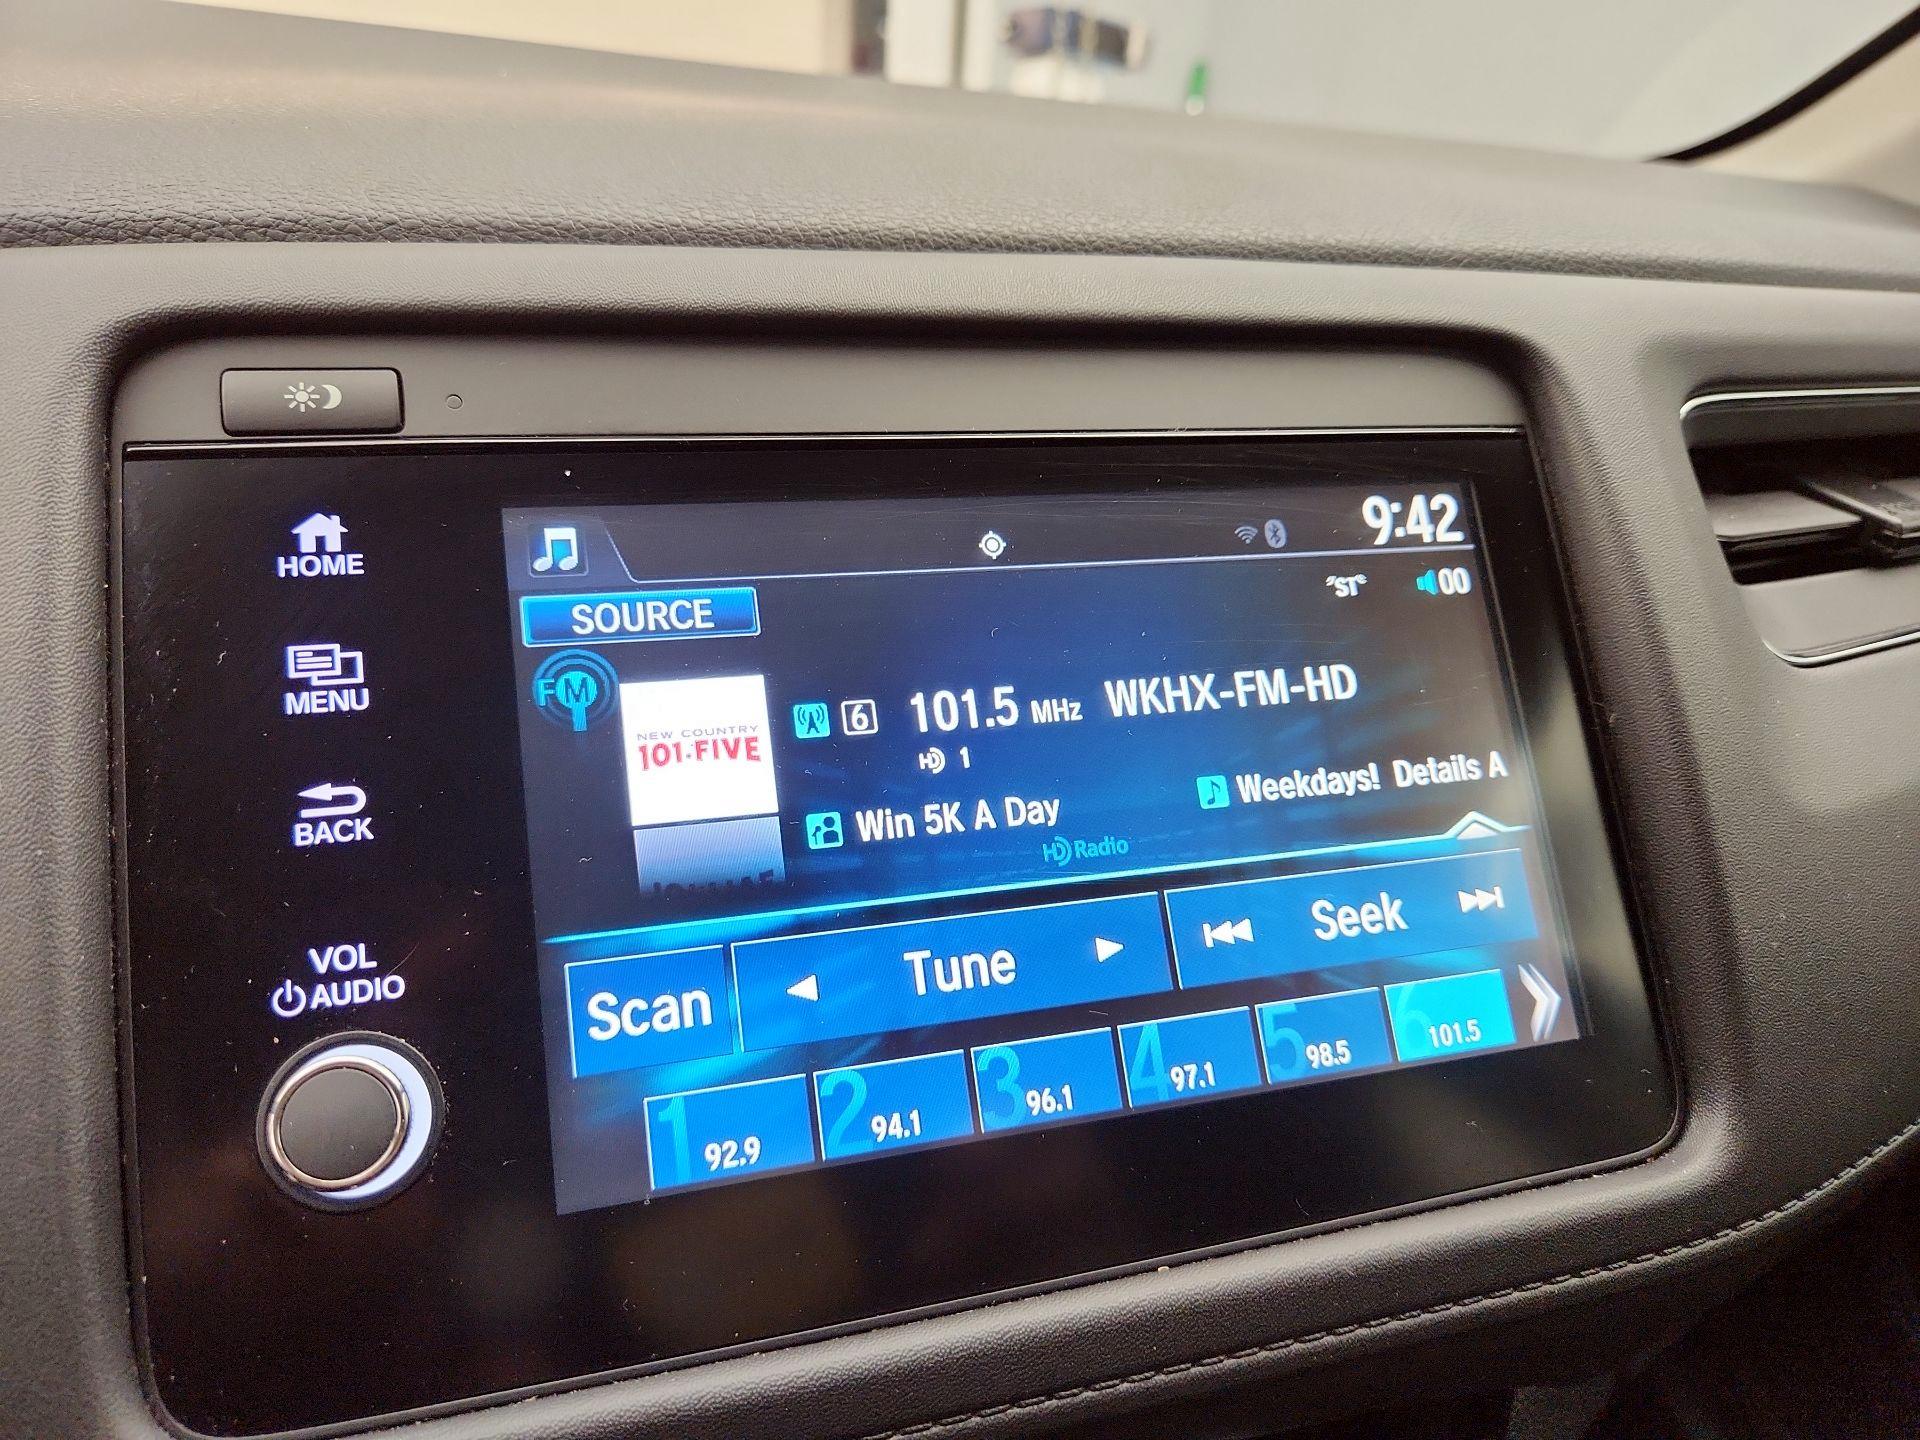 HOME
MENU
BACK
VOL
AUDIO
9:42
ST
00
SOURCE
FM
NEW COUNTRY
101.FIVE
6 101.5 MHz WKHX-FM-HD
HD 1
Win 5K A Day
Weekdays! Details A
HD Radio
Scan
Tune
Seek
1 92.9
2 94.1
3 96.1
4 97.1
5 98.5
6 101.5